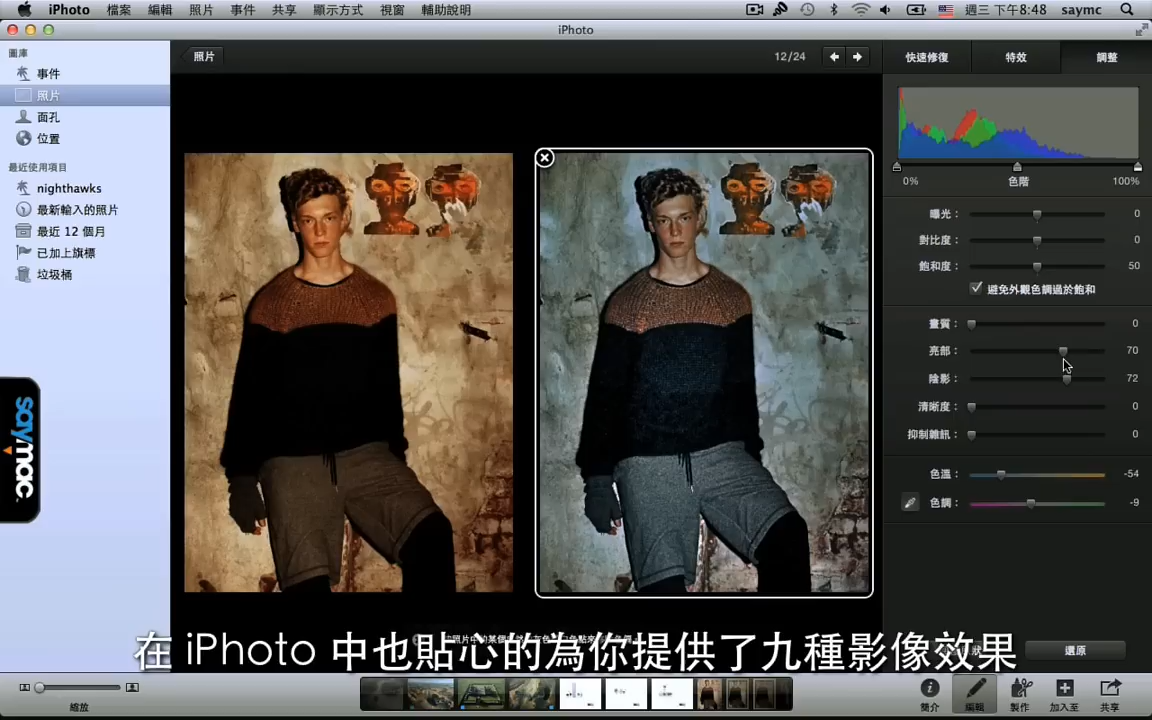 iPhoto 檔案 編輯 照片 事件 共享 顯示方式 視窗 輔助說明 週三 下午8:48 saymc
iPhoto
圖庫
事件
照片
面孔
位置
最近使用項目
nighthawks
最新輸入的照片
最近 12 個月
已加上旗標
垃圾桶
saymac
照片
12/24
快速修復 特效 調整
0% 色階 100%
曝光： 0
對比度： 0
飽和度： 50
避免外觀色調過於飽和
畫質： 0
亮部： 70
陰影： 72
清晰度： 0
抑制雜訊： 0
色溫： -54
色調： -9
還原
在 iPhoto 中也貼心的為你提供了九種影像效果
縮放
簡介 編輯 製作 加入至 共享